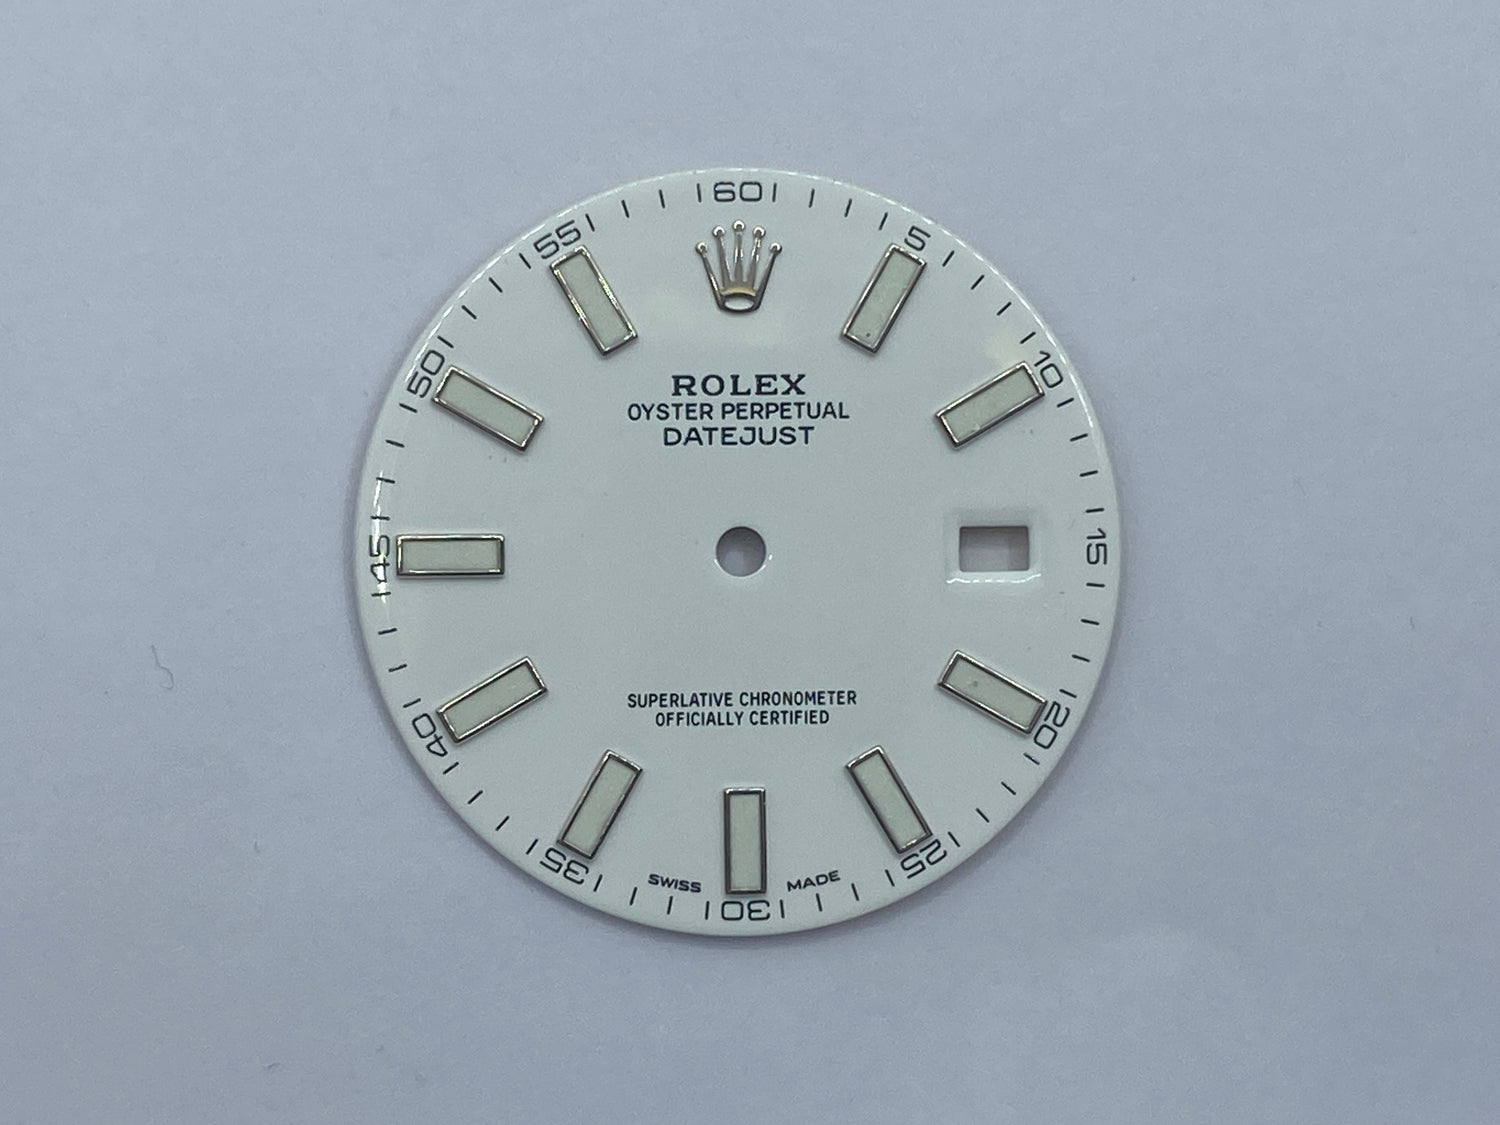 60
5
10
15
20
25
30
35
40
45
50
55
ROLEX
OYSTER PERPETUAL
DATEJUST
SUPERLATIVE CHRONOMETER
OFFICIALLY CERTIFIED
SWISS MADE